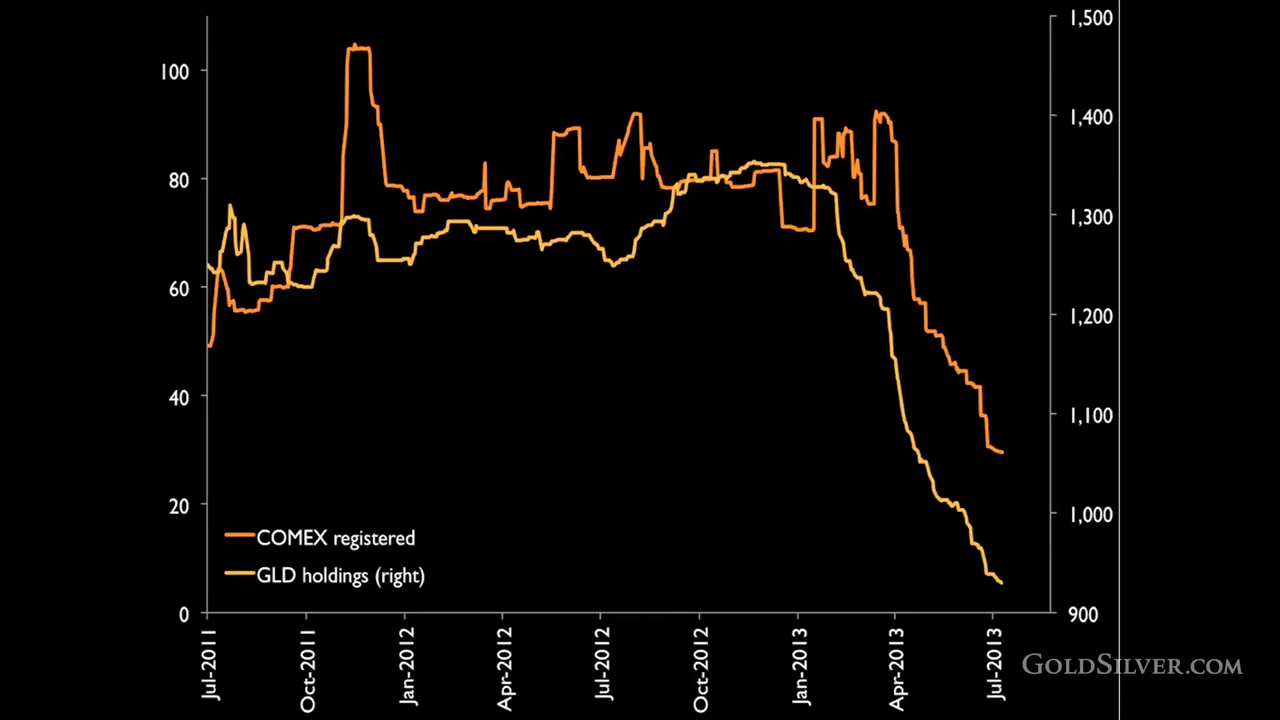 1,500
100
1,400
80
1,300
60
1,200
40
1,100
20
1,000
COMEX registered
GLD holdings (right)
0
900
Jul-2011
Oct-2011
Jan-2012
Apr-2012
Jul-2012
Oct-2012
Jan-2013
Apr-2013
Jul-2013
GOLDSILVER.COM